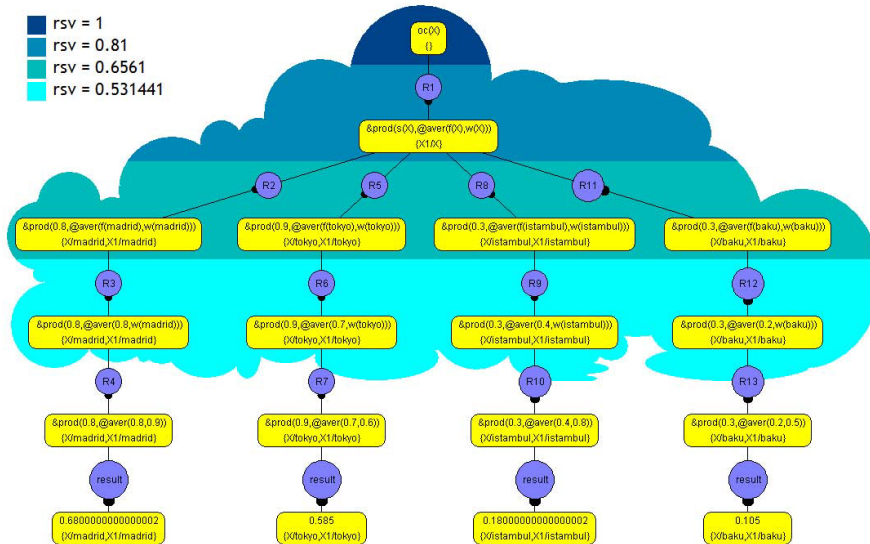 rsv = 1
rsv = 0.81
rsv = 0.6561
rsv = 0.531441
oc(X)
{}
R1
&prod(s(X),@aver(f(X),w(X)))
{X1/X}
R2
R5
R8
R11
&prod(0.8,@aver(f(madrid),w(madrid)))
{X/madrid,X1/madrid}
&prod(0.9,@aver(f(tokyo),w(tokyo)))
{X/tokyo,X1/tokyo}
&prod(0.3,@aver(f(istambul),w(istambul)))
{X/istambul,X1/istambul}
&prod(0.3,@aver(f(baku),w(baku)))
{X/baku,X1/baku}
R3
R6
R9
R12
&prod(0.8,@aver(0.8,w(madrid)))
{X/madrid,X1/madrid}
&prod(0.9,@aver(0.7,w(tokyo)))
{X/tokyo,X1/tokyo}
&prod(0.3,@aver(0.4,w(istambul)))
{X/istambul,X1/istambul}
&prod(0.3,@aver(0.2,w(baku)))
{X/baku,X1/baku}
R4
R7
R10
R13
&prod(0.8,@aver(0.8,0.9))
{X/madrid,X1/madrid}
&prod(0.9,@aver(0.7,0.6))
{X/tokyo,X1/tokyo}
&prod(0.3,@aver(0.4,0.8))
{X/istambul,X1/istambul}
&prod(0.3,@aver(0.2,0.5))
{X/baku,X1/baku}
result
result
result
result
0.6800000000000002
{X/madrid,X1/madrid}
0.585
{X/tokyo,X1/tokyo}
0.18000000000000002
{X/istambul,X1/istambul}
0.105
{X/baku,X1/baku}